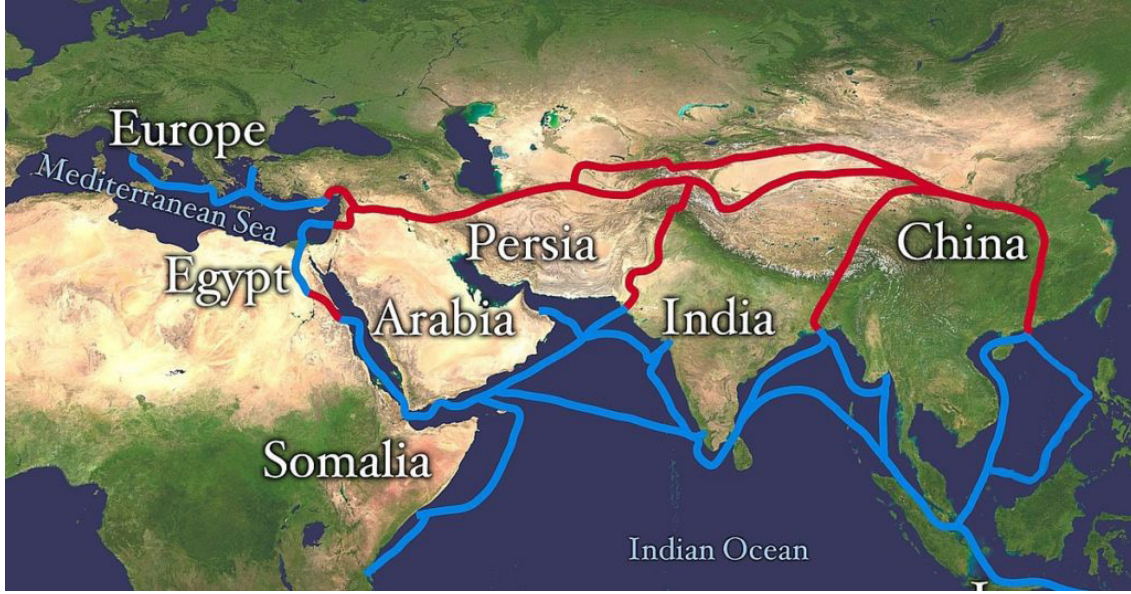 Europe
Mediterranean Sea
Egypt
Persia
China
Arabia
India
Somalia
Indian Ocean